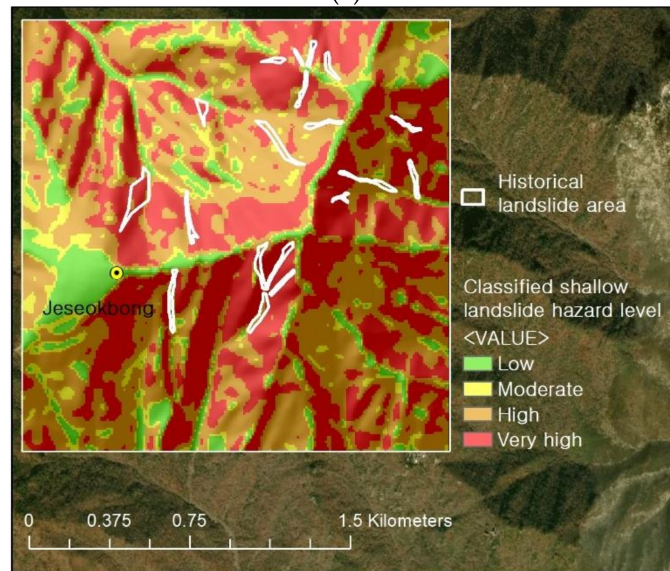 Jeseokbong
Historical
landslide area
Classified shallow
landslide hazard level
<VALUE>
Low
Moderate
High
Very high
0 0.375 0.75 1.5 Kilometers